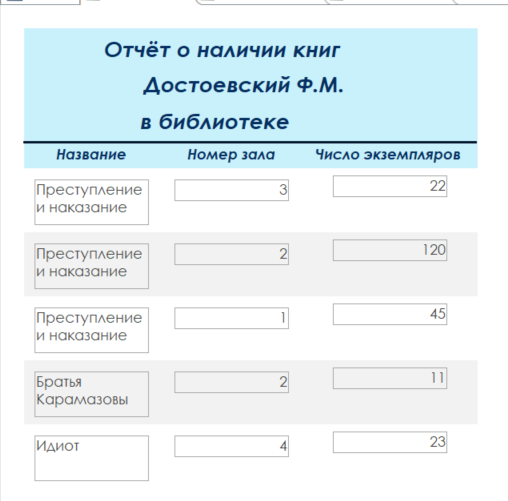 Отчёт о наличии книг
Достоевский Ф.М.
в библиотеке
Название Номер зала Число экземпляров
Преступление 3 22
и наказание
Преступление 2 120
и наказание
Преступление 1 45
и наказание
Братья 2 11
Карамазовы
Идиот 4 23